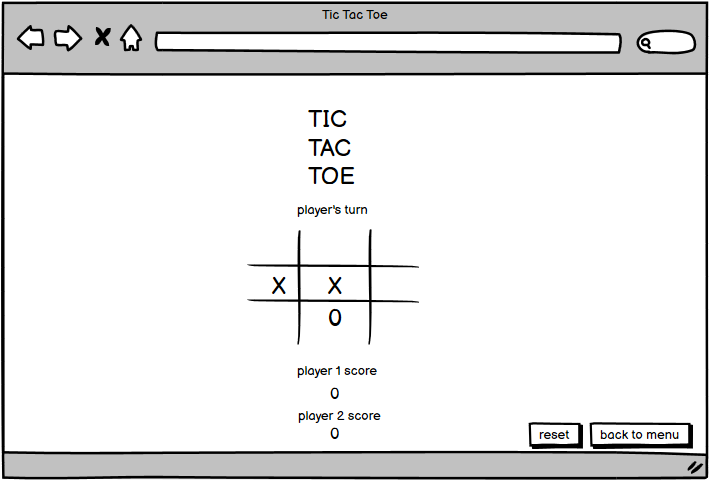 Tic Tac Toe
TIC
TAC
TOE
player's turn
X X
0
player 1 score
0
player 2 score
0
reset back to menu